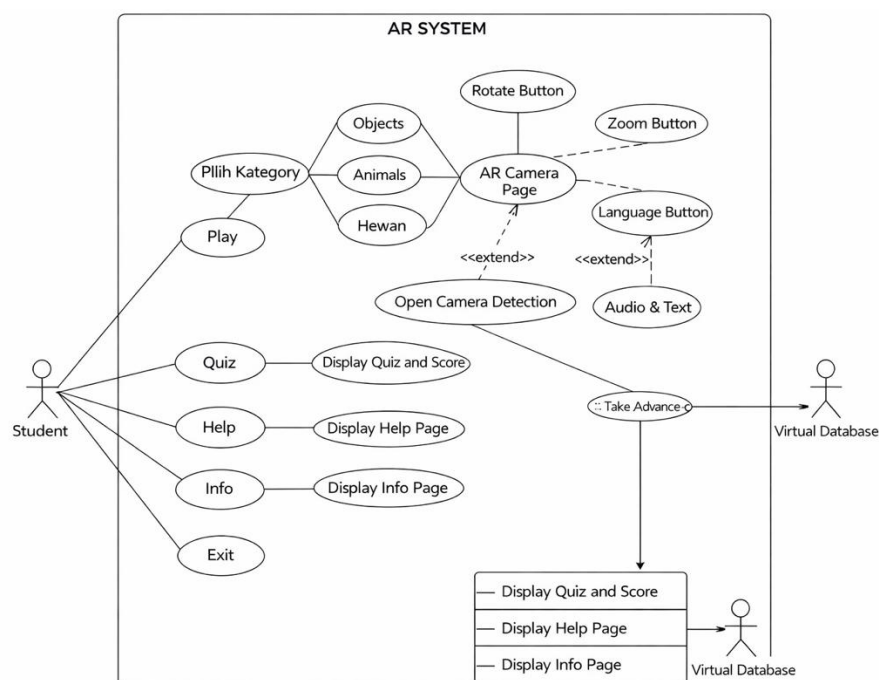 AR SYSTEM
Rotate Button
Objects
Zoom Button
Pllih Kategory
Animals
AR Camera
Page
Hewan
Language Button
Play
<<extend>>
<<extend>>
Open Camera Detection
Audio & Text
Quiz
Display Quiz and Score
Student
Help
Display Help Page
Take Advance
Virtual Database
Info
Display Info Page
Exit
Display Quiz and Score
Display Help Page
Display Info Page
Virtual Database